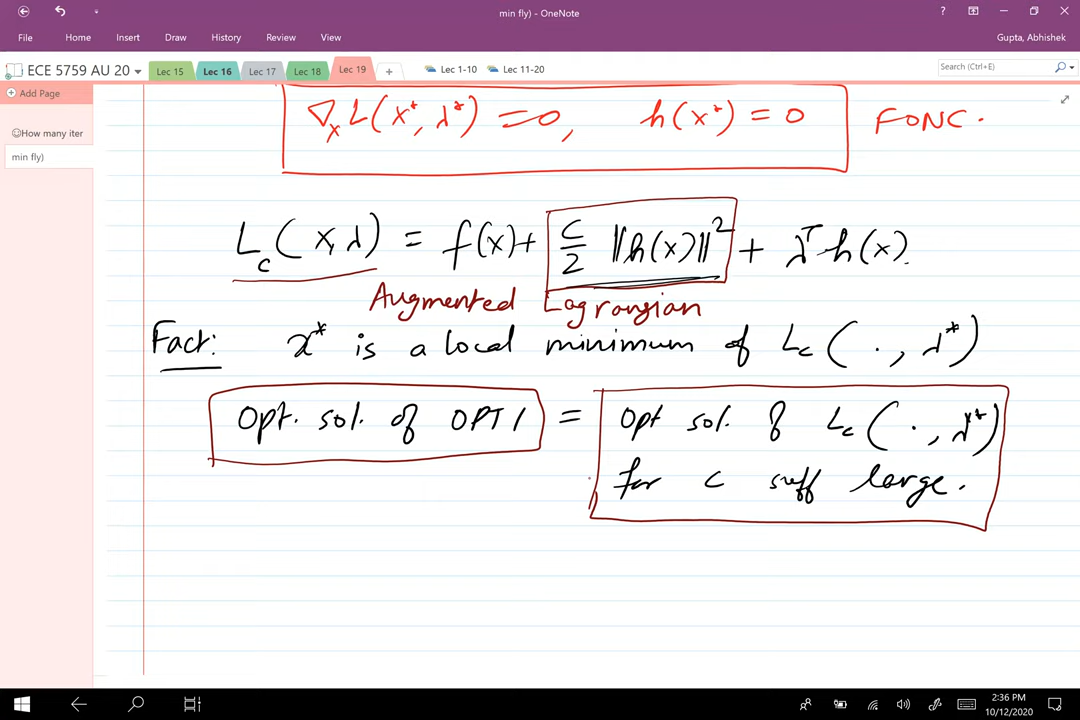 min fly) - OneNote
Gupta, Abhishek
File Home Insert Draw History Review View
ECE 5759 AU 20 Lec 15 Lec 16 Lec 17 Lec 18 Lec 19 Lec 1-10 Lec 11-20
Search (Ctrl+E)
Add Page
How many iter
min fly)
∇ₓ L(x*, λ*) = 0, h(x*) = 0 FONC.
L_c(x, λ) = f(x) + c/2 ||h(x)||² + λᵀ h(x).
Augmented Lagrangian
Fact: x* is a local minimum of L_c(·, λ*)
Opt. sol. of OPT1 = Opt sol. of L_c(·, λ*)
for c suff large.
2:36 PM
10/12/2020